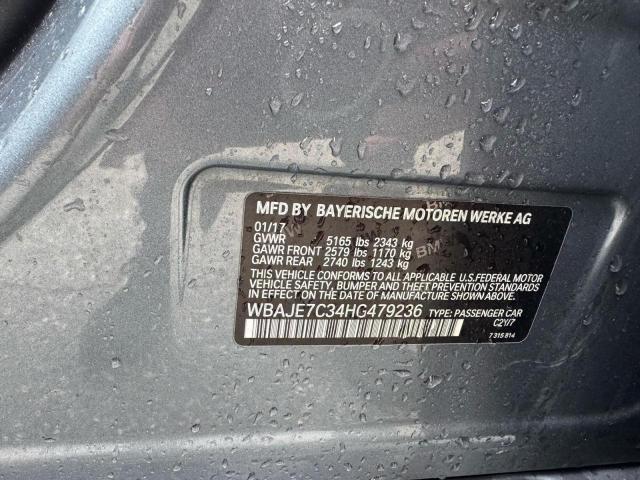 MFD BY BAYERISCHE MOTOREN WERKE AG
01/17
GVWR 5165 lbs 2343 kg
GAWR FRONT 2579 lbs 1170 kg
GAWR REAR 2740 lbs 1243 kg
THIS VEHICLE CONFORMS TO ALL APPLICABLE U.S.FEDERAL MOTOR
VEHICLE SAFETY, BUMPER AND THEFT PREVENTION STANDARDS
IN EFFECT ON THE DATE OF MANUFACTURE SHOWN ABOVE.
WBAJE7C34HG479236 TYPE: PASSENGER CAR
C2Y/7
7 315 814